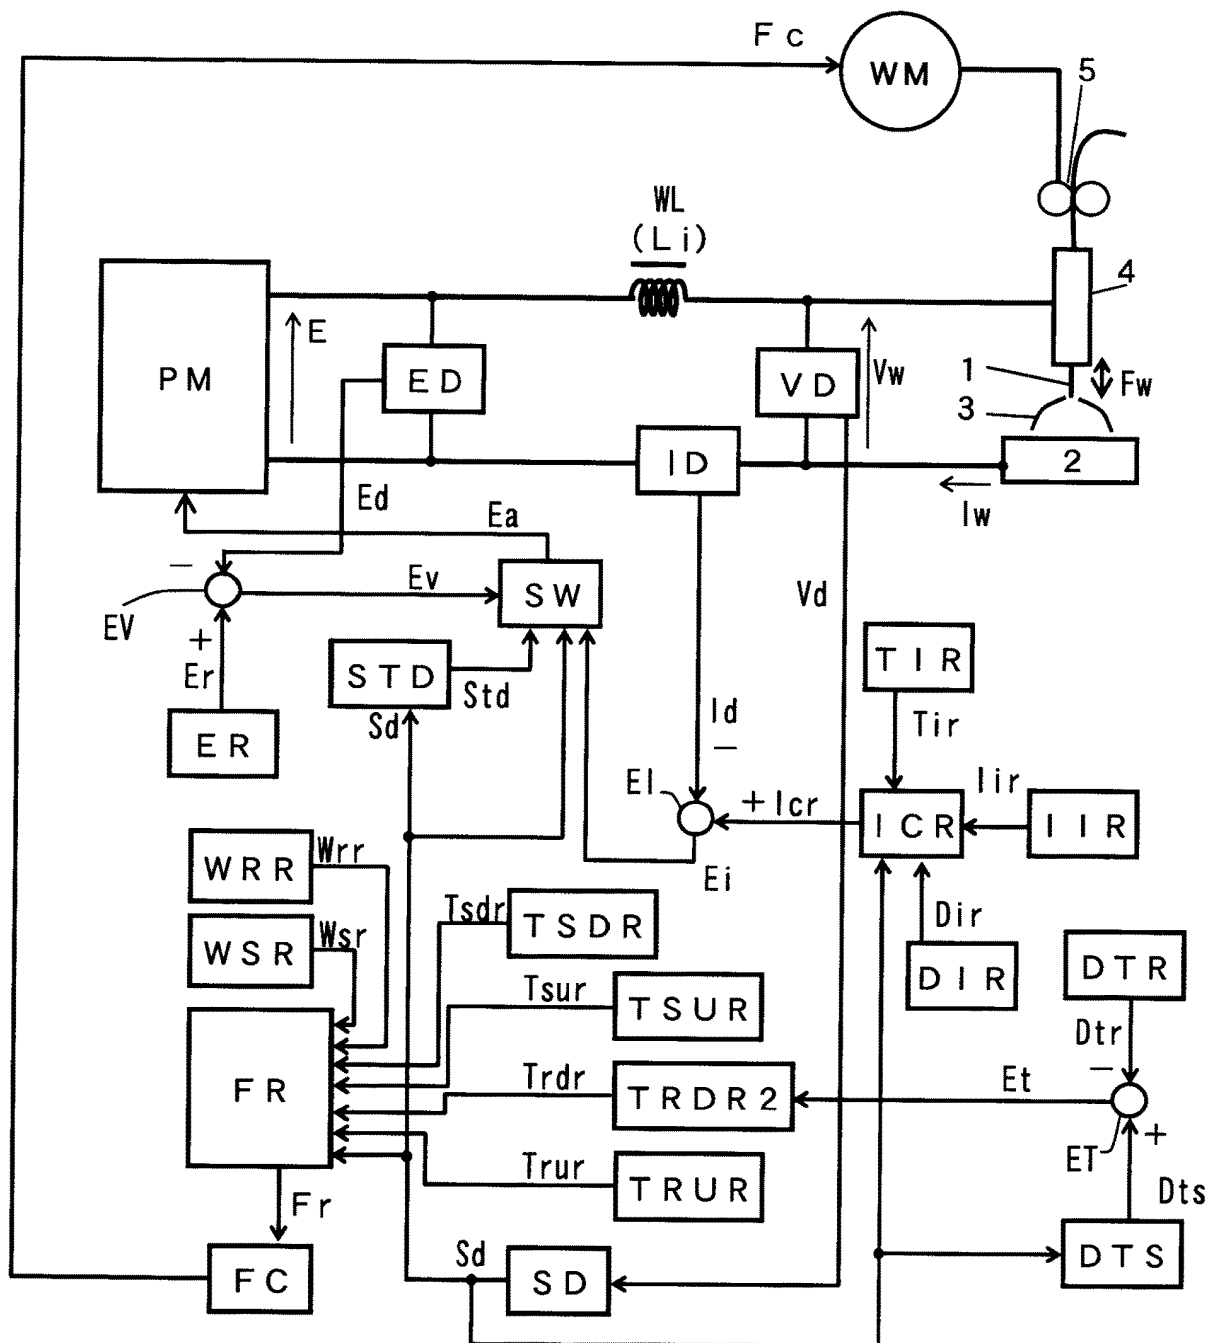 Fc
WM
5
WL
(Li)
4
E
PM
ED
VD
Vw
1
Fw
3
ID
2
Ed
Ea
Iw
−
Ev
SW
Vd
EV
+
Er
STD
Std
TIR
Sd
Id
Tir
ER
−
EI
+Icr
Iir
ICR
IIR
WRR
Wrr
Ei
Tsdr
TSDR
Dir
WSR
Wsr
DIR
DTR
Tsur
TSUR
Dtr
−
FR
Trdr
TRDR2
Et
+
ET
Trur
TRUR
Dts
Fr
Sd
FC
SD
DTS